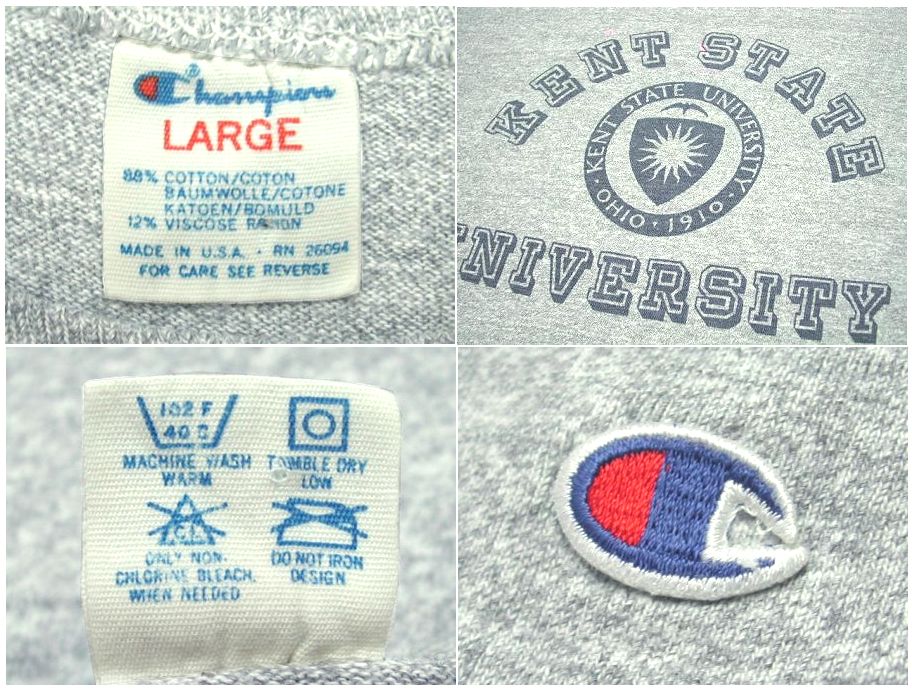 Champion®
LARGE
88% COTTON/COTON
BAUMWOLLE/COTONE
KATOEN/BOMULD
12% VISCOSE RAYON
MADE IN U.S.A. · RN 26094
FOR CARE SEE REVERSE
KENT STATE
KENT STATE UNIVERSITY
· OHIO · 1910 ·
NIVERSITY
102 F
40 C
MACHINE WASH
WARM
TUMBLE DRY
LOW
CL
ONLY NON-
CHLORINE BLEACH,
WHEN NEEDED
DO NOT IRON
DESIGN